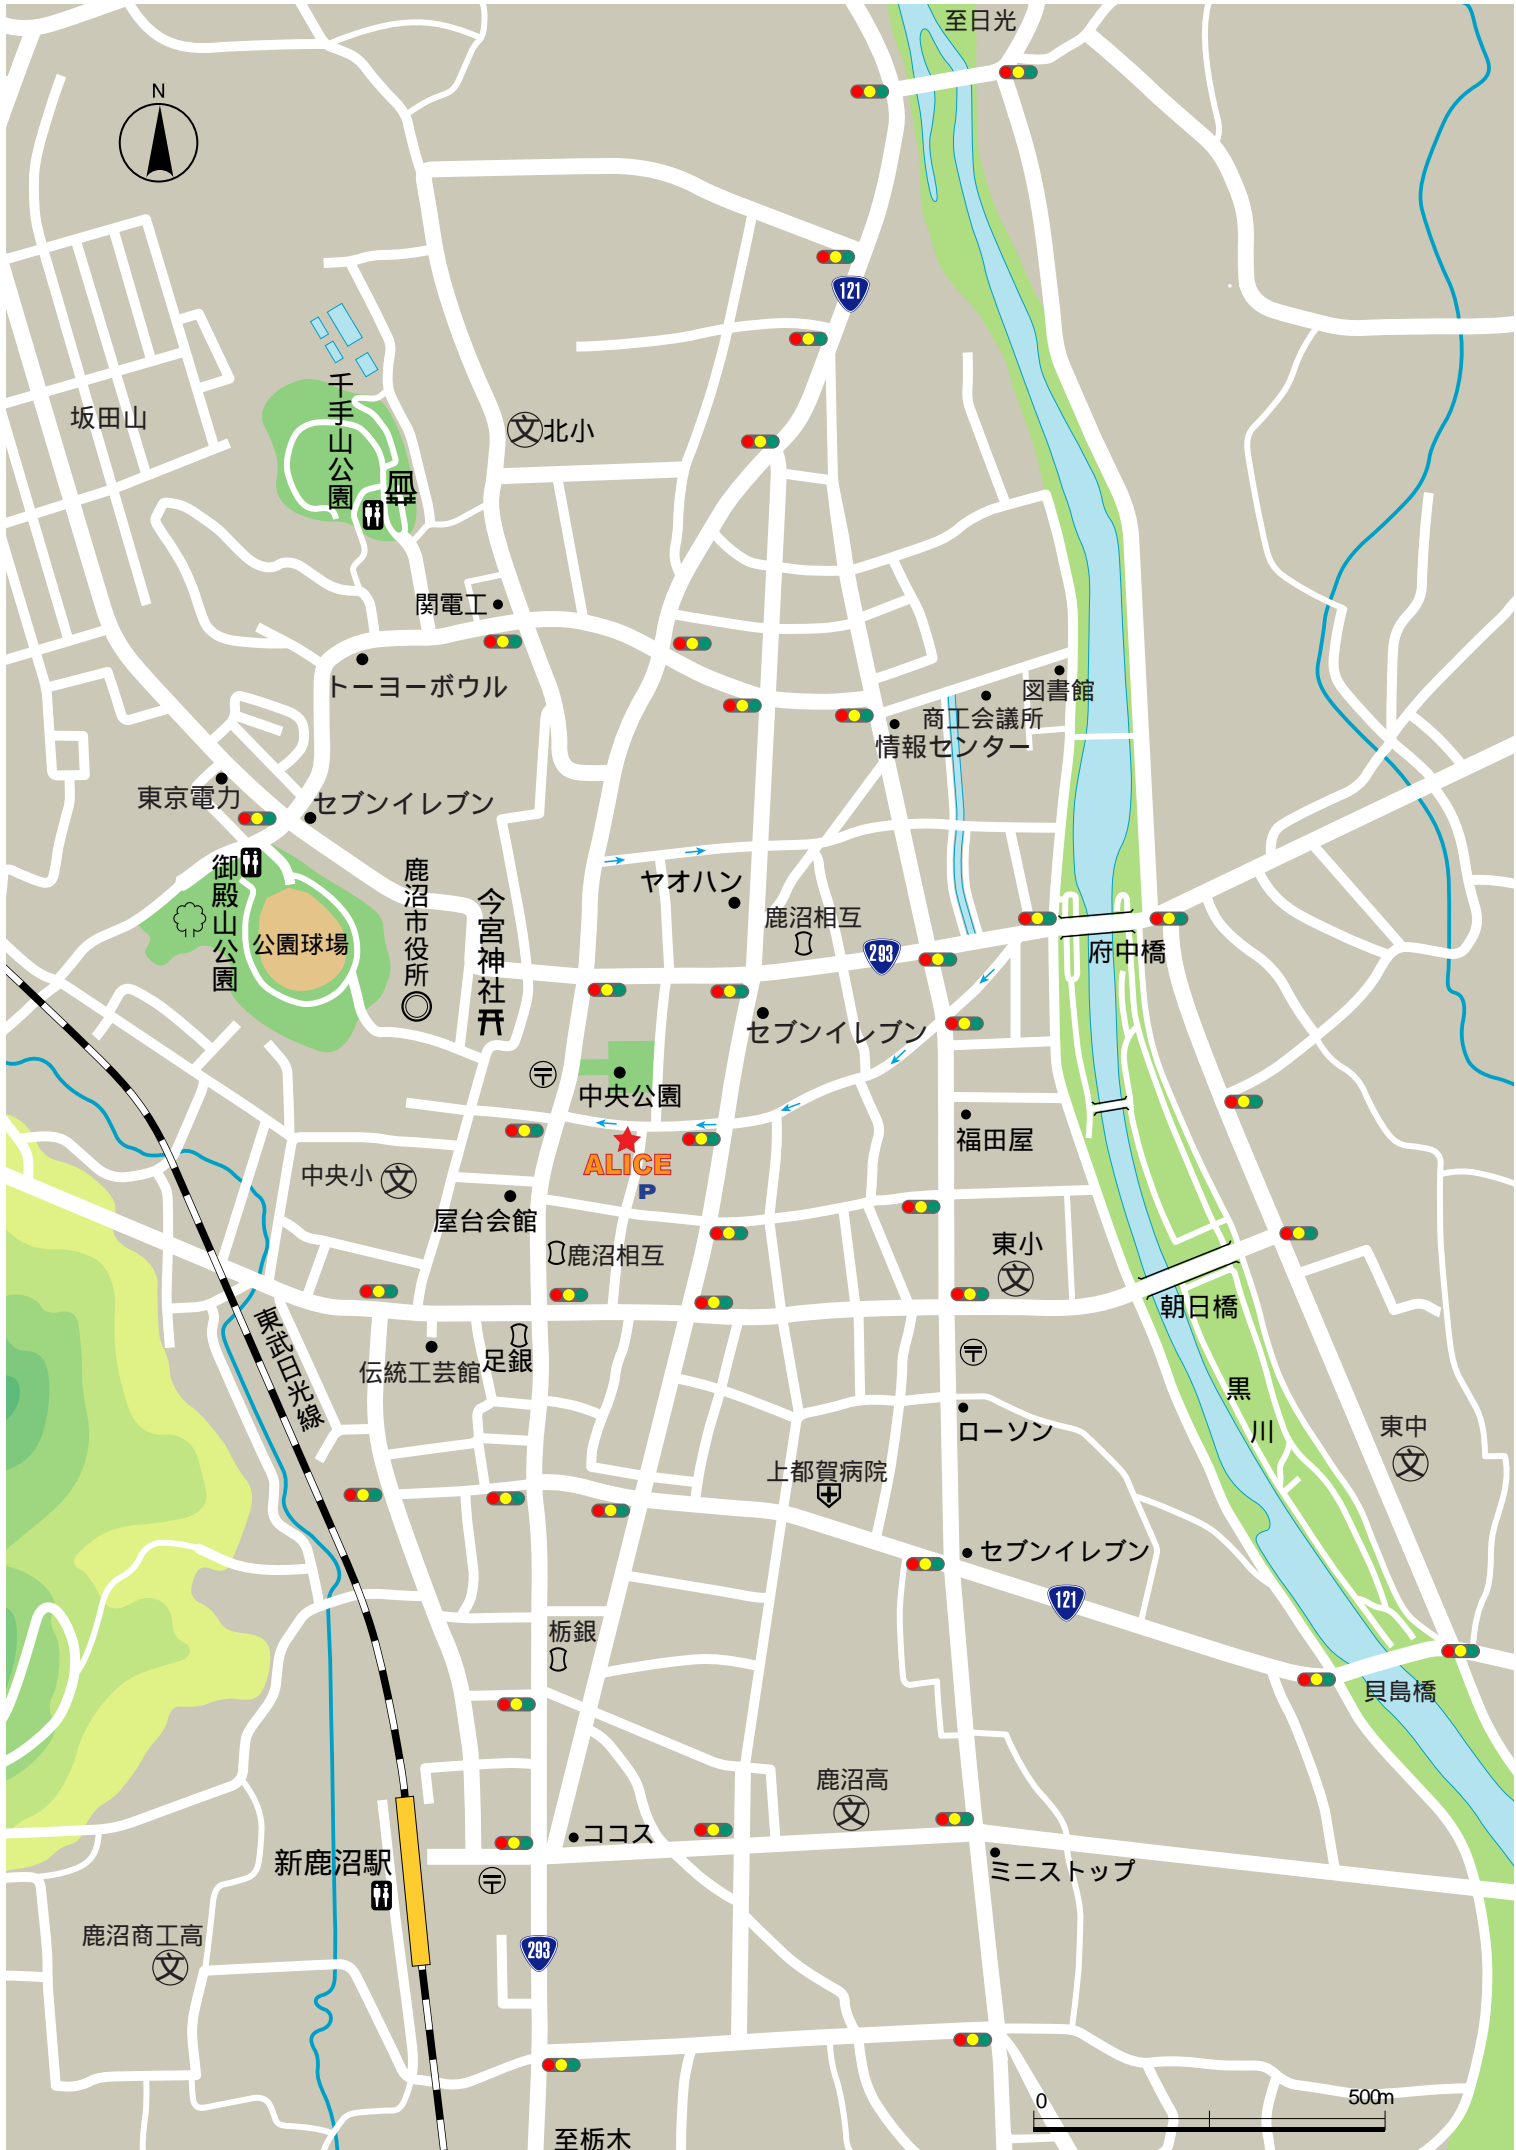 至日光
N
121
千手山公園
坂田山
文北小
関電工
トーヨーボウル
図書館
商工会議所
情報センター
東京電力
セブンイレブン
御殿山公園
公園球場
鹿沼市役所
今宮神社
ヤオハン
鹿沼相互
293
府中橋
セブンイレブン
〒
中央公園
ALICE
P
福田屋
中央小 文
屋台会館
鹿沼相互
東小
文
朝日橋
東武日光線
伝統工芸館
足銀
〒
ローソン
黒川
東中
文
上都賀病院
セブンイレブン
121
栃銀
貝島橋
鹿沼高
文
ココス
新鹿沼駅
〒
ミニストップ
鹿沼商工高
文
293
0 500m
至栃木